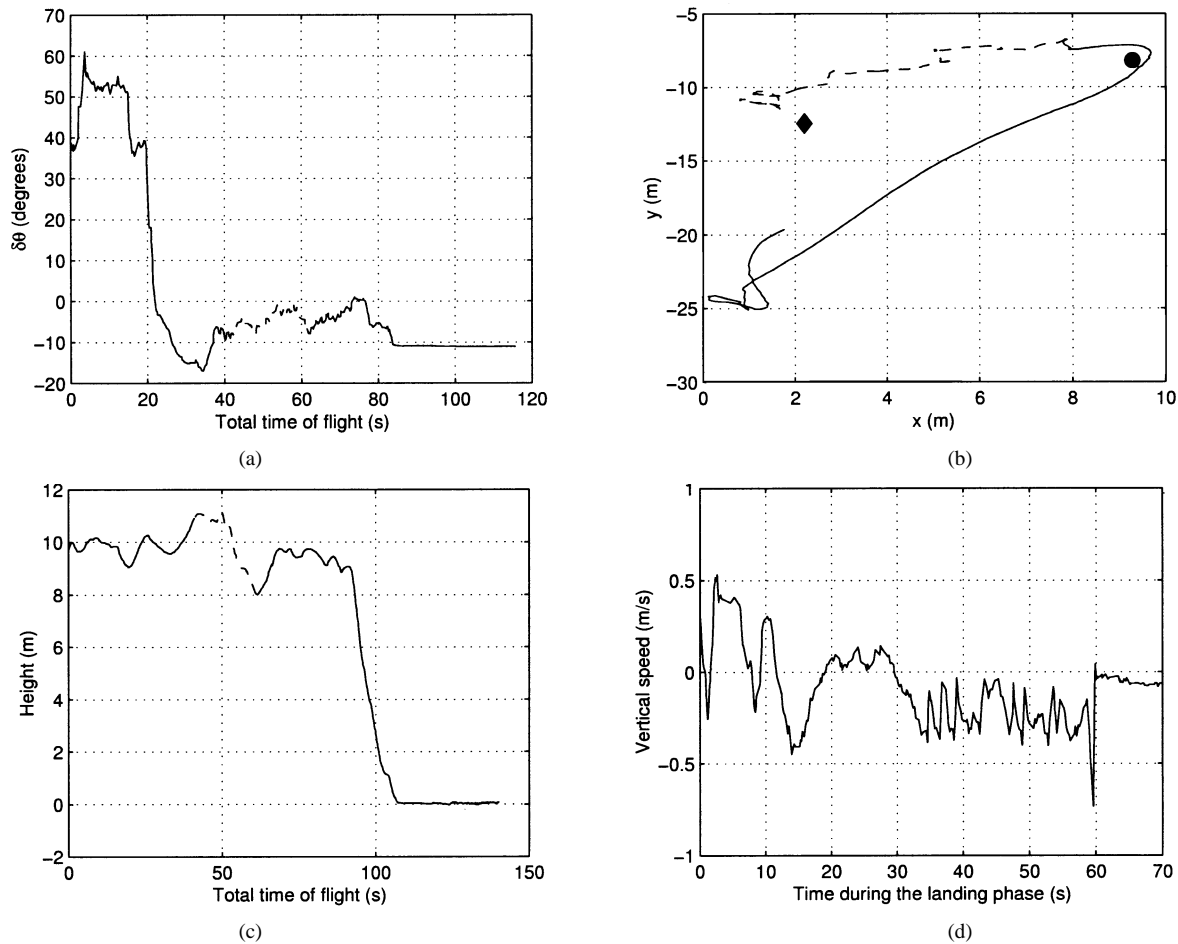 70
60
50
40
30
20
10
0
−10
−20
δθ (degrees)
0 20 40 60 80 100 120
Total time of flight (s)
(a)
−5
−10
−15
−20
−25
−30
y (m)
0 2 4 6 8 10
x (m)
(b)
12
10
8
6
4
2
0
−2
Height (m)
0 50 100 150
Total time of flight (s)
(c)
1
0.5
0
−0.5
−1
Vertical speed (m/s)
0 10 20 30 40 50 60 70
Time during the landing phase (s)
(d)